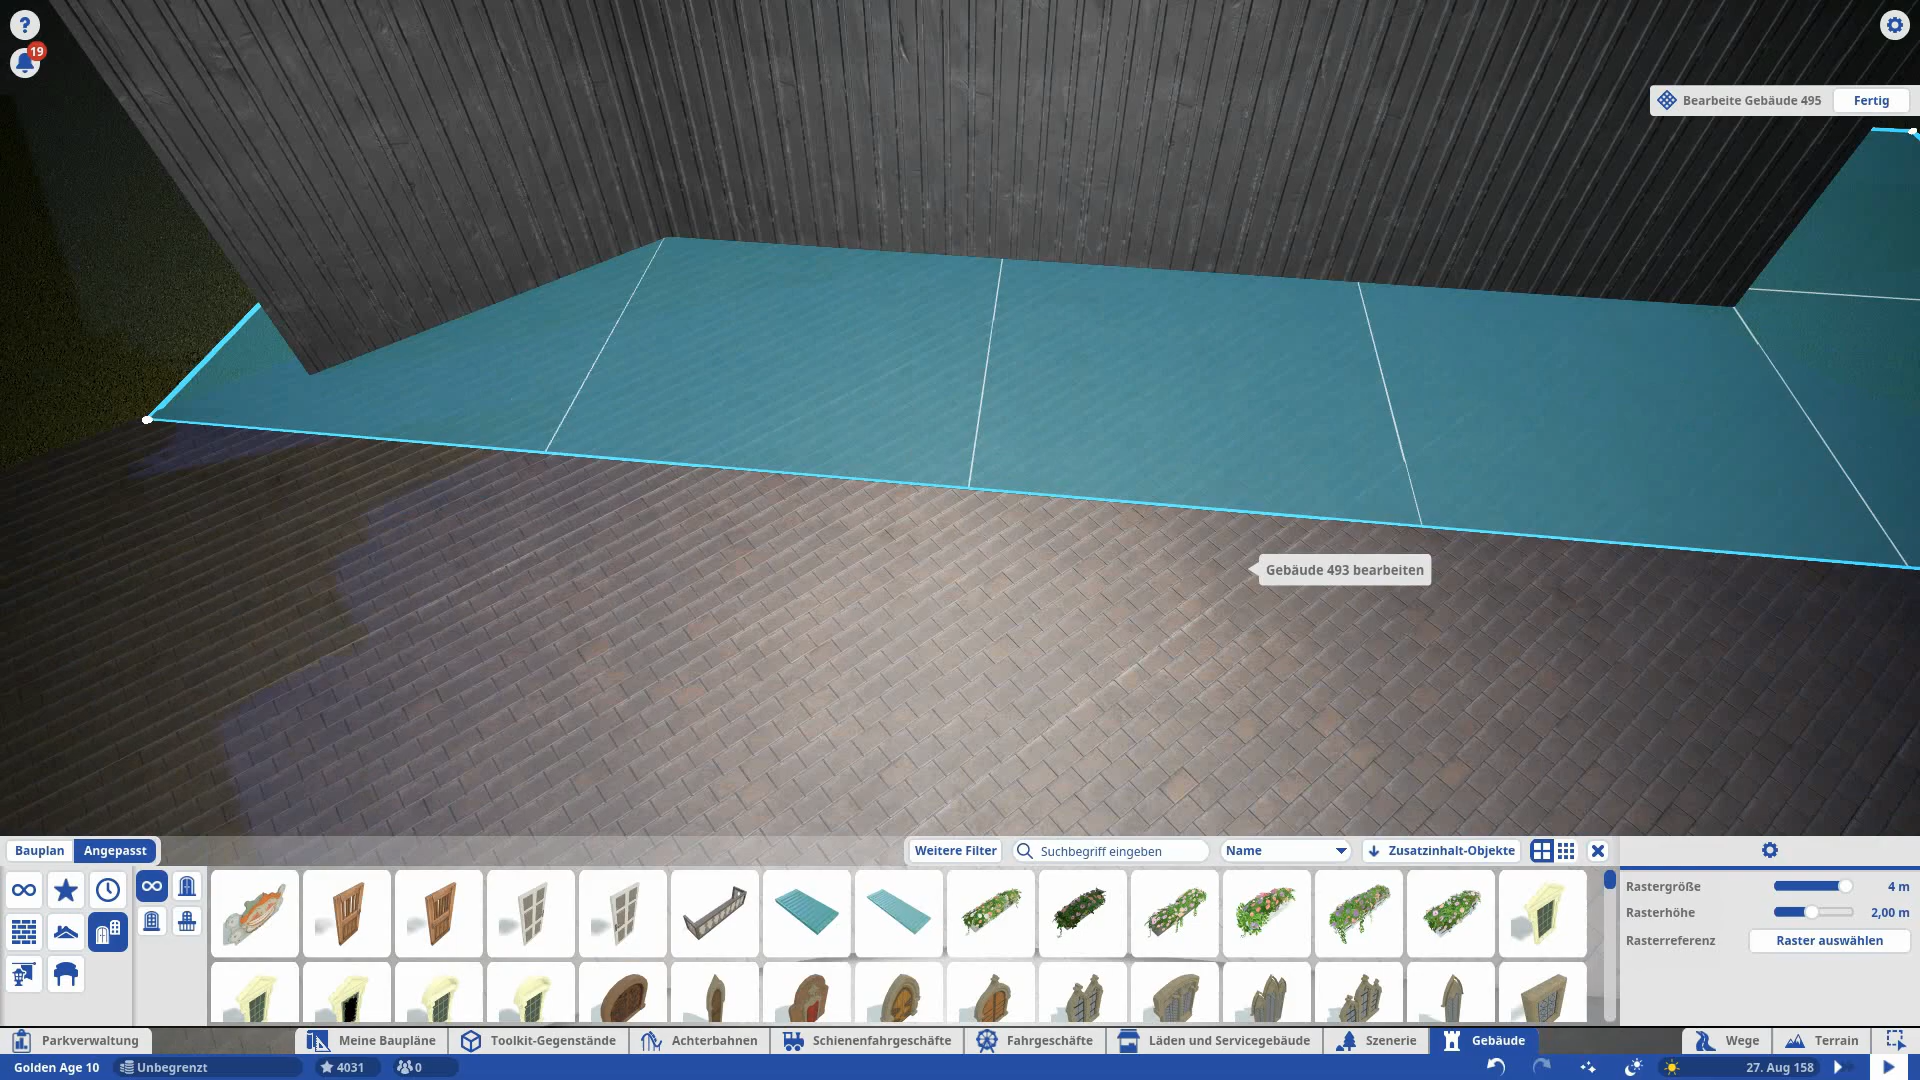 ?
19
Bearbeite Gebäude 495
Fertig
Gebäude 493 bearbeiten
Bauplan
Angepasst
Weitere Filter
Suchbegriff eingeben
Name
Zusatzinhalt-Objekte
Rastergröße
4 m
Rasterhöhe
2,00 m
Rasterreferenz
Raster auswählen
Parkverwaltung
Meine Baupläne
Toolkit-Gegenstände
Achterbahnen
Schienenfahrgeschäfte
Fahrgeschäfte
Läden und Servicegebäude
Szenerie
Gebäude
Wege
Terrain
Golden Age 10
Unbegrenzt
4031
0
27. Aug 158